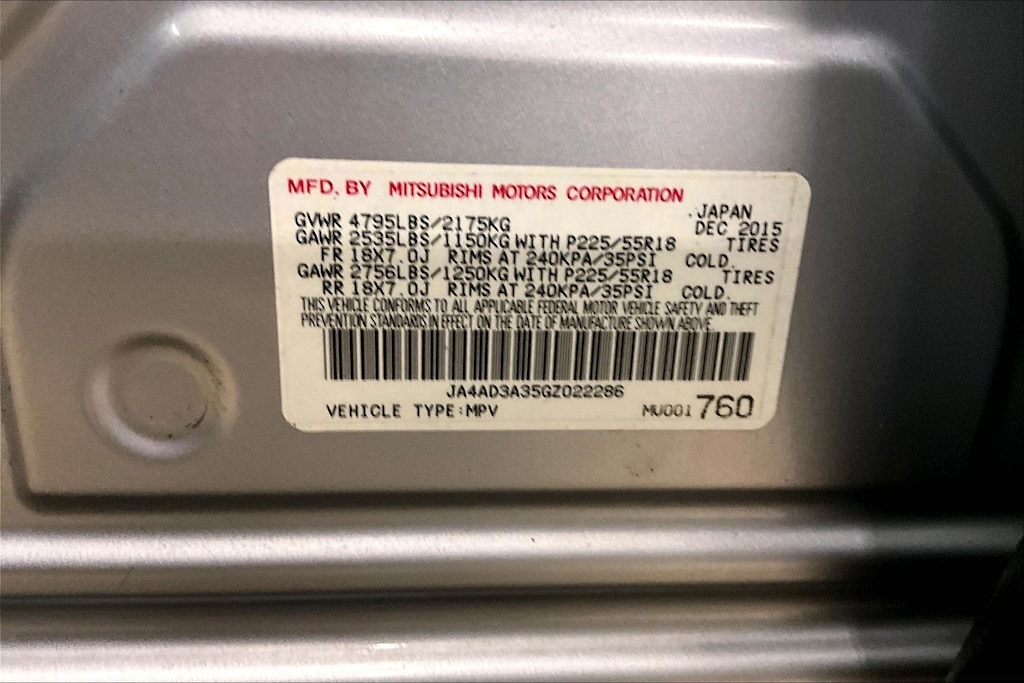 MFD. BY MITSUBISHI MOTORS CORPORATION
JAPAN
GVWR 4795LBS/2175KG DEC 2015
GAWR 2535LBS/1150KG WITH P225/55R18 TIRES
FR 18X7.0J RIMS AT 240KPA/35PSI COLD.
GAWR 2756LBS/1250KG WITH P225/55R18 TIRES
RR 18X7.0J RIMS AT 240KPA/35PSI COLD.
THIS VEHICLE CONFORMS TO ALL APPLICABLE FEDERAL MOTOR VEHICLE SAFETY AND THEFT
PREVENTION STANDARDS IN EFFECT ON THE DATE OF MANUFACTURE SHOWN ABOVE.
JA4AD3A35GZ022286
VEHICLE TYPE:MPV MU001760